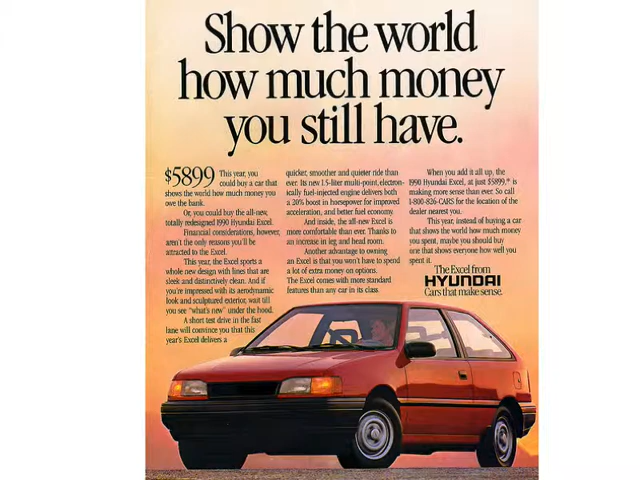 Show the world
how much money
you still have.
$5899 This year, you
could buy a car that
shows the world how much money you
owe the bank.
Or, you could buy the all-new,
totally redesigned 1990 Hyundai Excel.
Financial considerations, however,
aren't the only reasons you'll be
attracted to the Excel.
This year, the Excel sports a
whole new design with lines that are
sleek and distinctively clean. And if
you're impressed with its aerodynamic
look and sculptured exterior, wait till
you see "what's new" under the hood.
A short test drive in the fast
lane will convince you that this
year's Excel delivers a
quicker, smoother and quieter ride than
ever. Its new 1.5-liter multi-point, electron-
ically fuel-injected engine delivers both
a 20% boost in horsepower for improved
acceleration, and better fuel economy.
And inside, the all-new Excel is
more comfortable than ever. Thanks to
an increase in leg and head room.
Another advantage to owning
an Excel is that you won't have to spend
a lot of extra money on options.
The Excel comes with more standard
features than any car in its class.
When you add it all up, the
1990 Hyundai Excel, at just $5899,* is
making more sense than ever. So call
1-800-826-CARS for the location of the
dealer nearest you.
This year, instead of buying a car
that shows the world how much money
you spent, maybe you should buy
one that shows everyone how well you
spent it.
The Excel from
HYUNDAI
Cars that make sense.